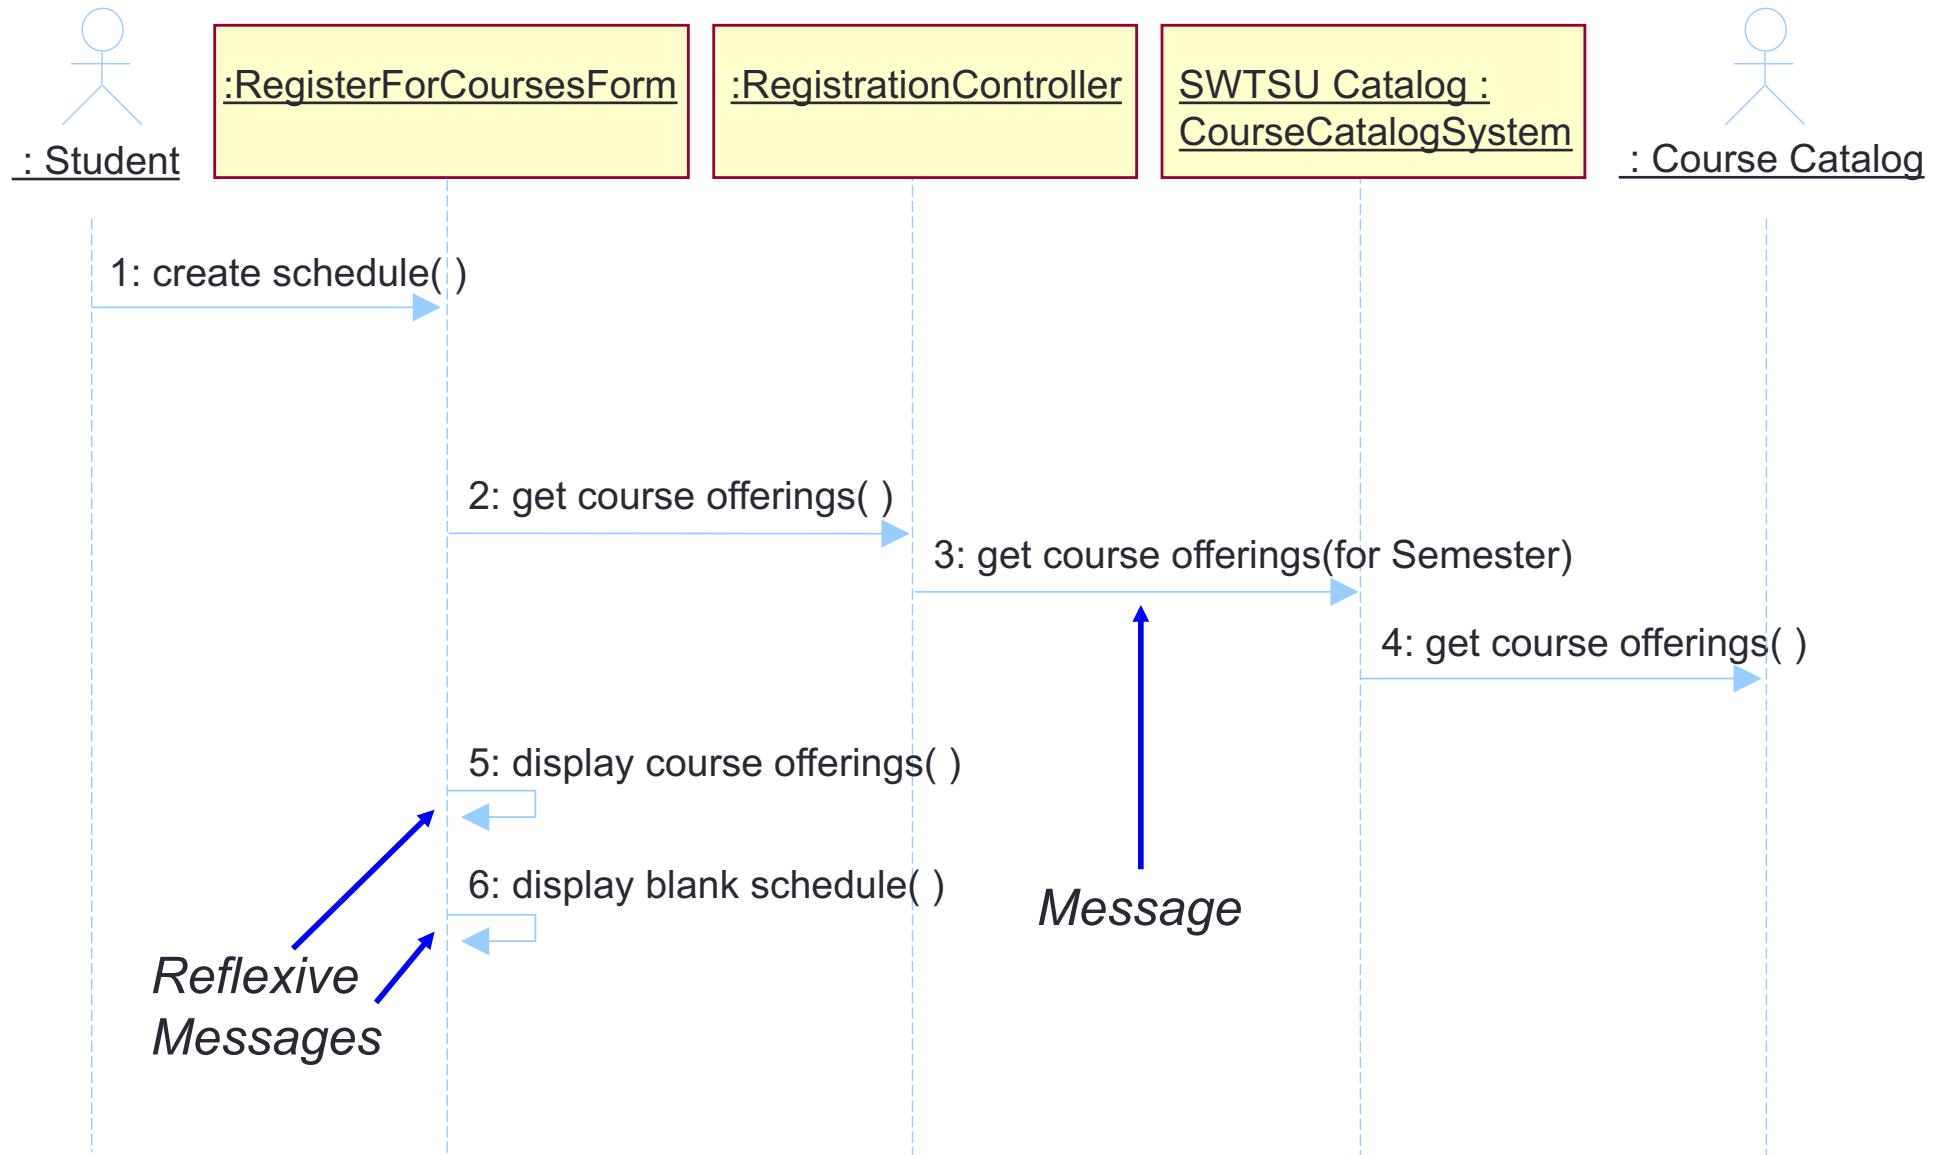 :RegisterForCoursesForm
:RegistrationController
SWTSU Catalog :
CourseCatalogSystem
: Student
: Course Catalog
1: create schedule( )
2: get course offerings( )
3: get course offerings(for Semester)
4: get course offerings( )
5: display course offerings( )
6: display blank schedule( )
Message
Reflexive
Messages